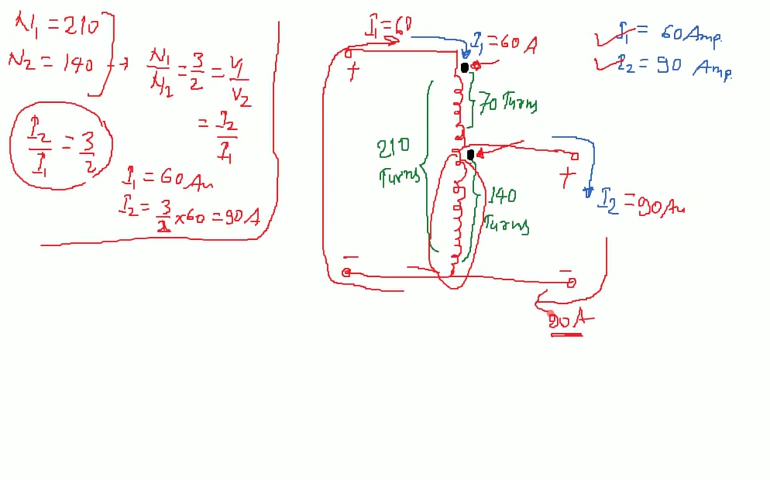 N1 = 210
N2 = 140 → N1/N2 = 3/2 = V1/V2
= I2/I1
I2/I1 = 3/2
I1 = 60 Am
I2 = 3/2 × 60 = 90 A
I1 = 60
I1 = 60 A
+
70 Turns
210 Turns
140 Turns
+
I2 = 90 Am
-
-
90 A
I1 = 60 Amp.
I2 = 90 Amp.